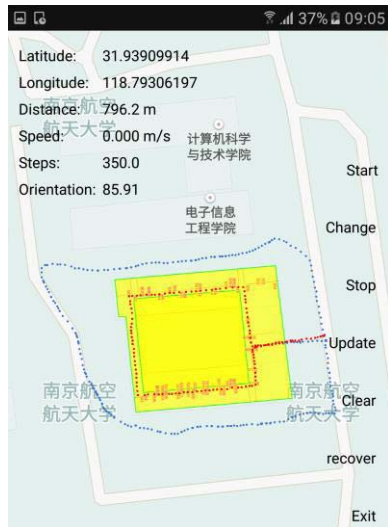 37% 09:05
Latitude: 31.93909914
Longitude: 118.79306197
Distance: 796.2 m
南京航空
航天大学
Speed: 0.000 m/s
计算机科学
与技术学院
Steps: 350.0
Start
Orientation: 85.91
电子信息
工程学院
Change
Stop
Update
南京航空
航天大学
南京航空
航天大学
Clear
recover
Exit